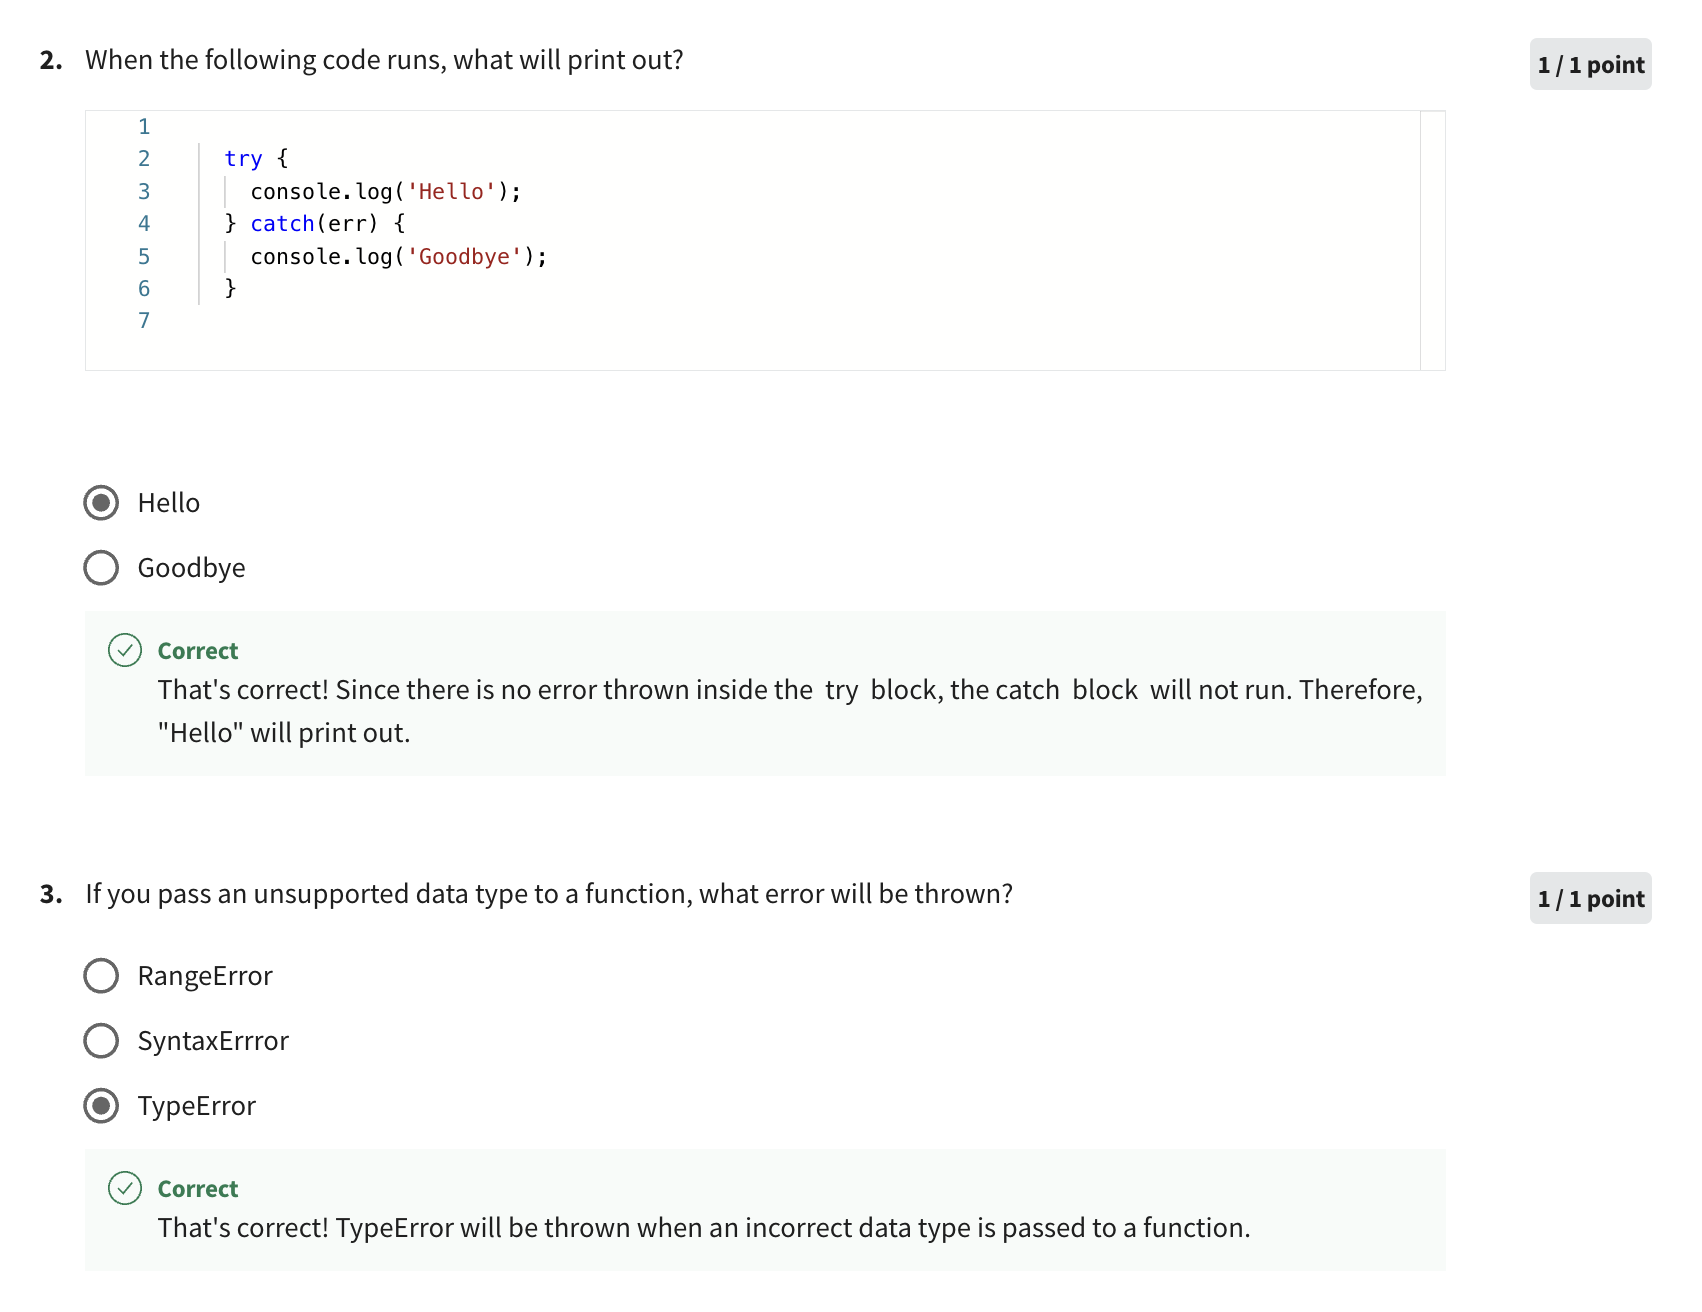 2. When the following code runs, what will print out?
1 / 1 point
1
2 try {
3 console.log('Hello');
4 } catch(err) {
5 console.log('Goodbye');
6 }
7
Hello
Goodbye
Correct
That's correct! Since there is no error thrown inside the try block, the catch block will not run. Therefore,
"Hello" will print out.
3. If you pass an unsupported data type to a function, what error will be thrown?
1 / 1 point
RangeError
SyntaxErrror
TypeError
Correct
That's correct! TypeError will be thrown when an incorrect data type is passed to a function.